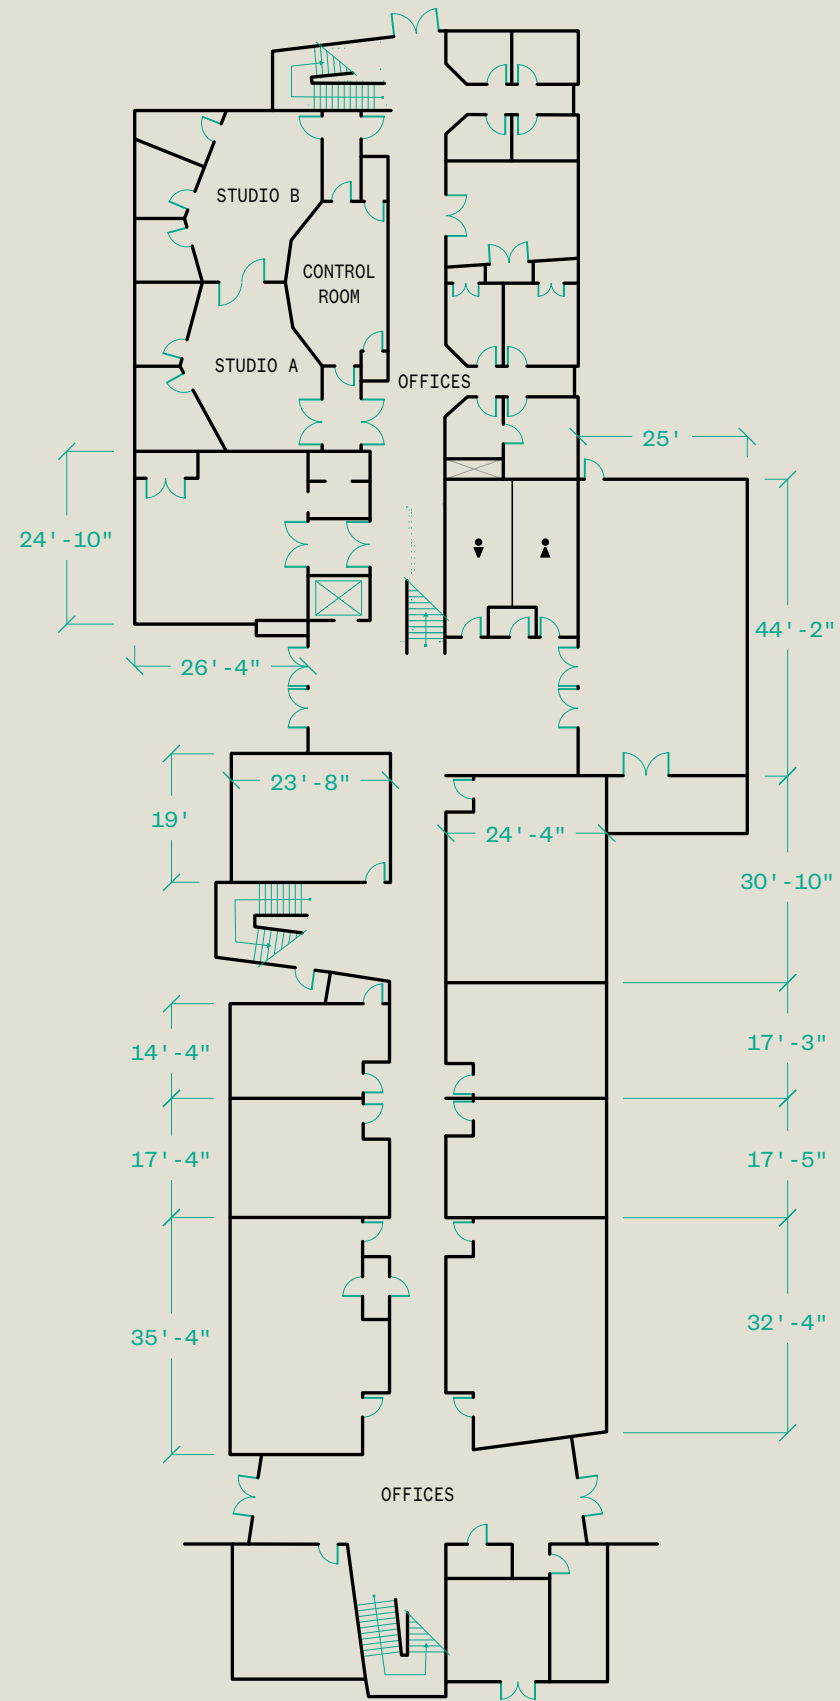 STUDIO B
CONTROL
ROOM
STUDIO A
OFFICES
25'
24'-10"
44'-2"
26'-4"
23'-8"
19'
24'-4"
30'-10"
14'-4"
17'-3"
17'-4"
17'-5"
35'-4"
32'-4"
OFFICES